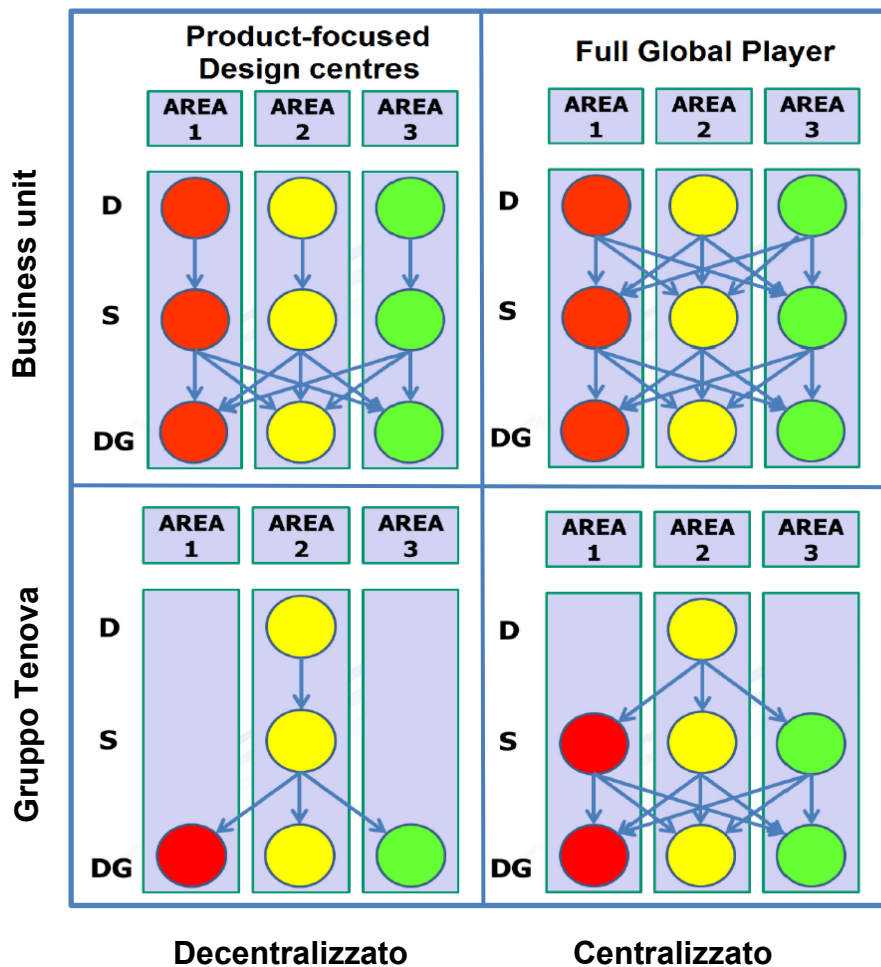 Product-focused
Design centres
Full Global Player
AREA
1
AREA
2
AREA
3
AREA
1
AREA
2
AREA
3
Business unit
D
S
DG
D
S
DG
AREA
1
AREA
2
AREA
3
AREA
1
AREA
2
AREA
3
Gruppo Tenova
D
S
DG
D
S
DG
Decentralizzato
Centralizzato